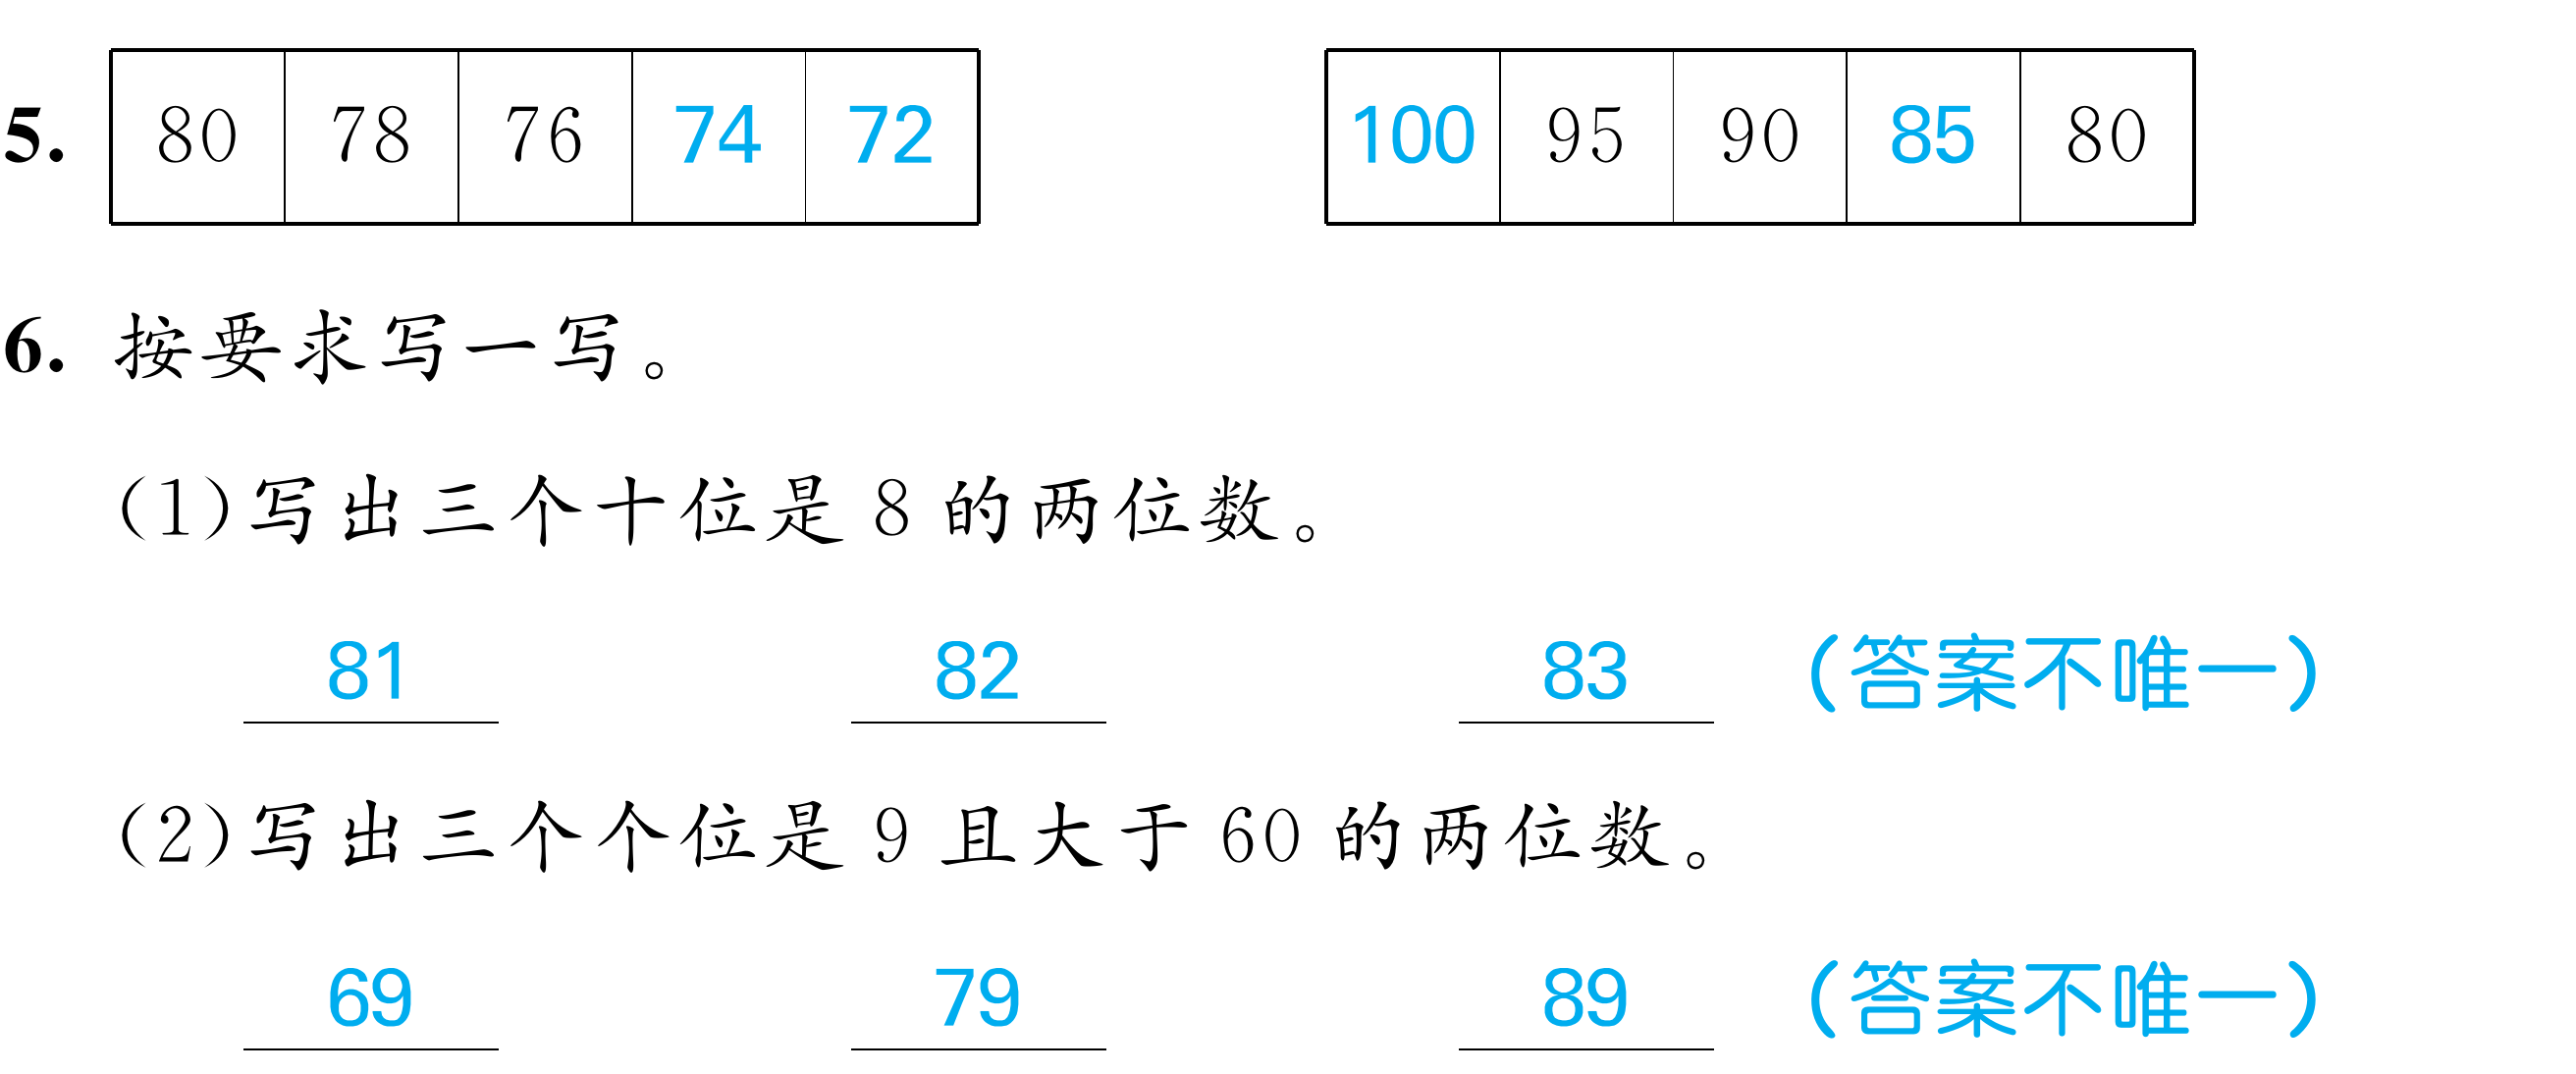 5. 80 78 76 74 72 100 95 90 85 80
6. 按要求写一写。
(1)写出三个十位是 8 的两位数。
81 82 83 (答案不唯一)
(2)写出三个个位是 9 且大于 60 的两位数。
69 79 89 (答案不唯一)